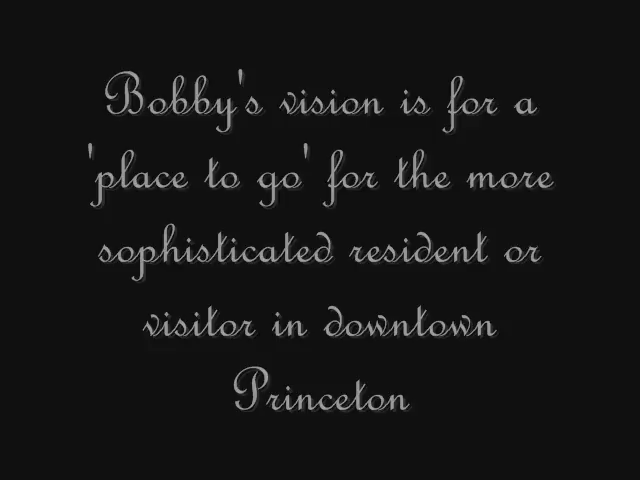 Bobby's vision is for a
'place to go' for the more
sophisticated resident or
visitor in downtown
Princeton